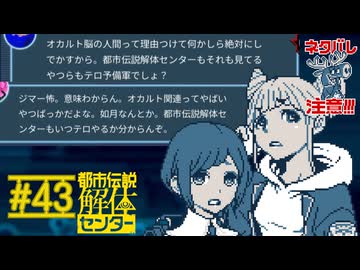 オカルト脳の人間って理由つけて何かしら絶対にし
でかすから。都市伝説解体センターもそれも見てる
やつらもテロ予備軍でしょ？
ジマー怖。意味わからん。オカルト関連ってやばい
やつばっかだよな。如月なんとか。都市伝説解体セ
ンターもいつテロやるか分からんぞ。
ネタバレ
注意!!!
#43
都市伝説
解体
センター